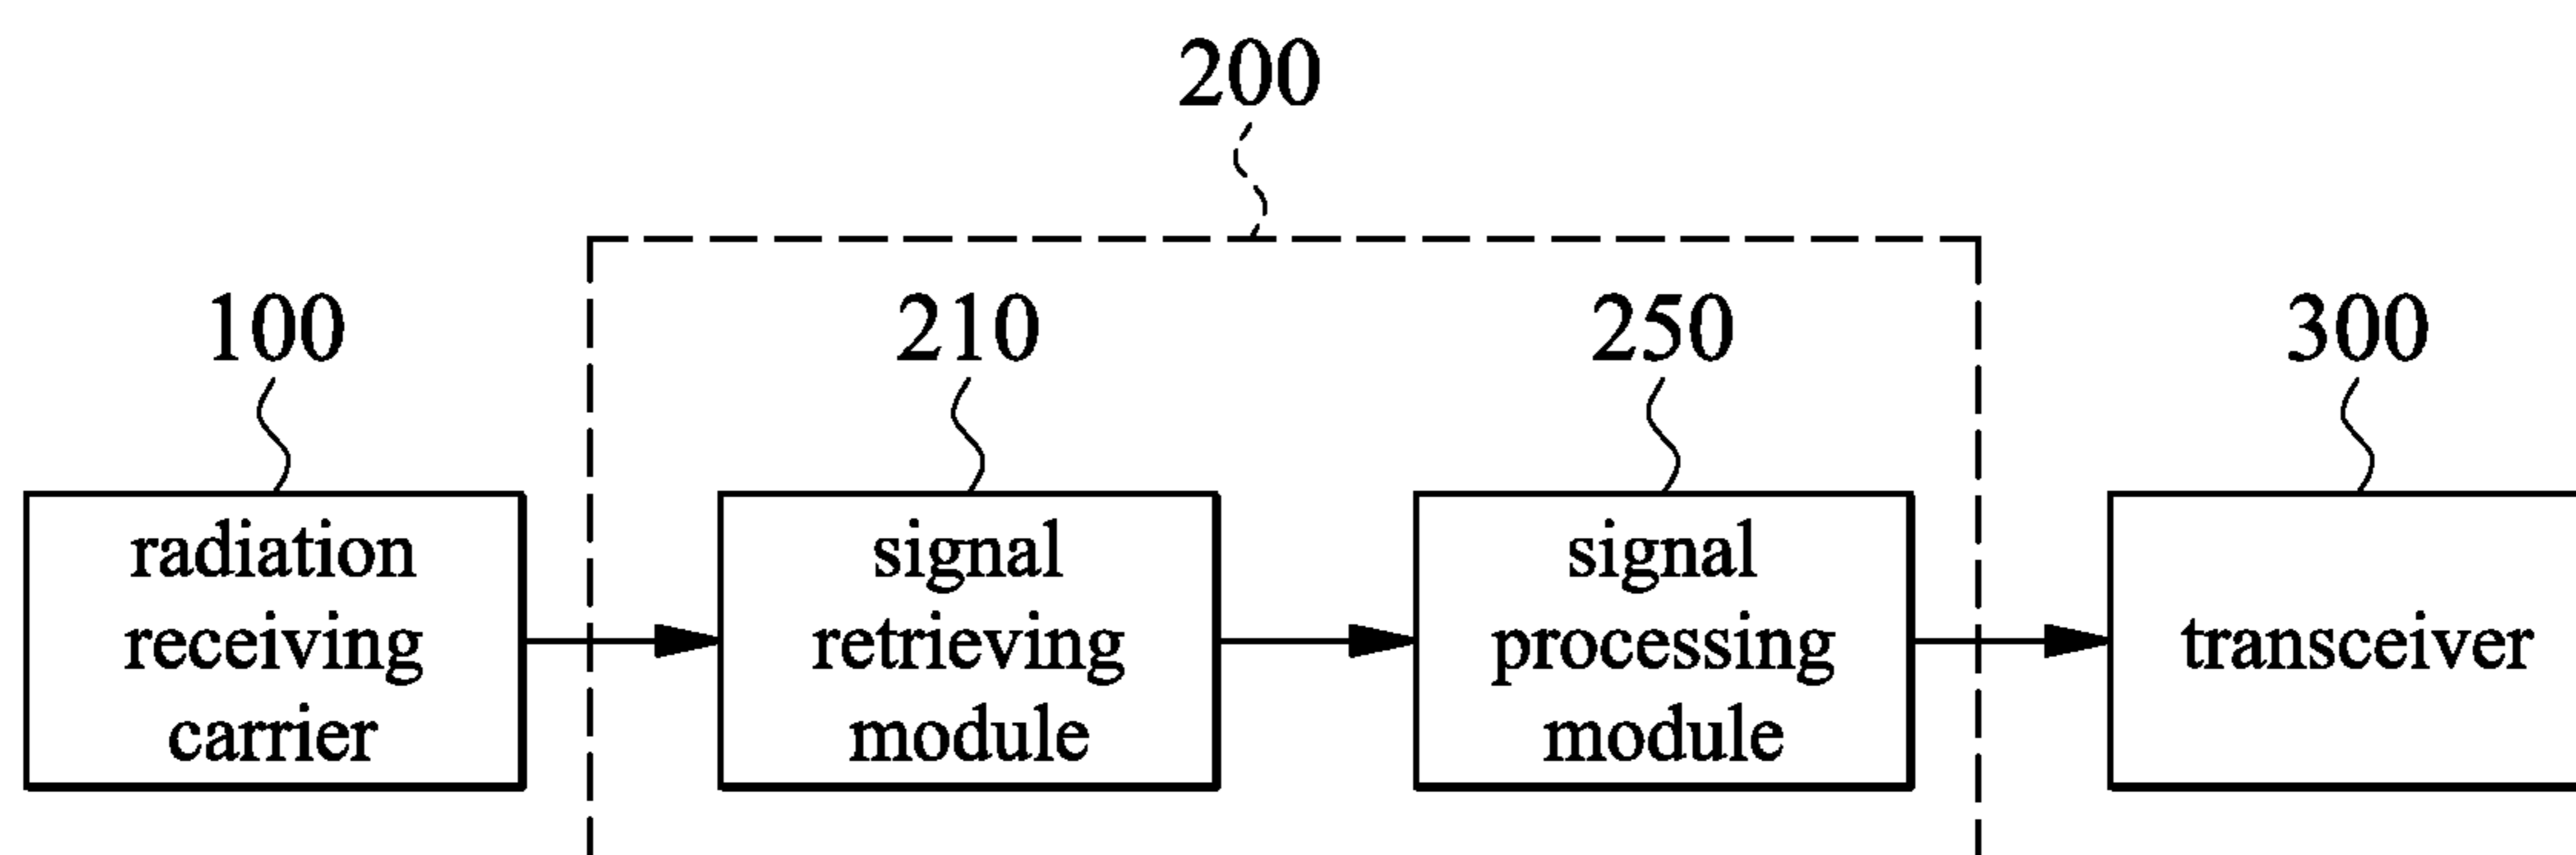 200
100
210
250
300
radiation
receiving
carrier
signal
retrieving
module
signal
processing
module
transceiver